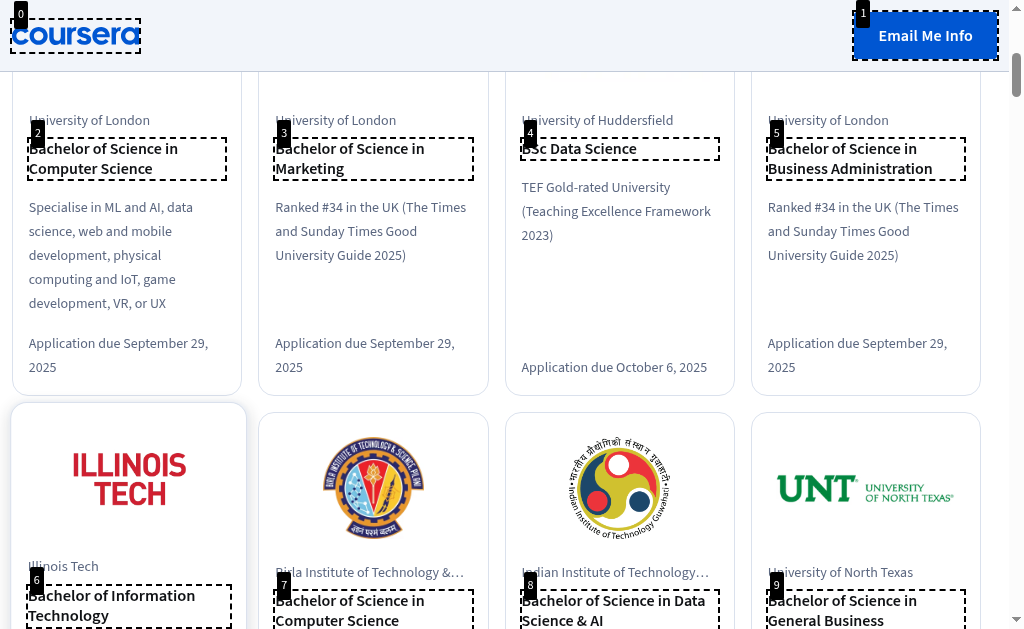 coursera
Email Me Info
University of London
Bachelor of Science in
Computer Science
Specialise in ML and AI, data
science, web and mobile
development, physical
computing and IoT, game
development, VR, or UX
Application due September 29,
2025
University of London
Bachelor of Science in
Marketing
Ranked #34 in the UK (The Times
and Sunday Times Good
University Guide 2025)
Application due September 29,
2025
University of Huddersfield
BSc Data Science
TEF Gold-rated University
(Teaching Excellence Framework
2023)
Application due October 6, 2025
University of London
Bachelor of Science in
Business Administration
Ranked #34 in the UK (The Times
and Sunday Times Good
University Guide 2025)
Application due September 29,
2025
ILLINOIS
TECH
Illinois Tech
Bachelor of Information
Technology
BIRLA INSTITUTE OF TECHNOLOGY & SCIENCE, PILANI
ज्ञानं परमं बलम्
Birla Institute of Technology &…
Bachelor of Science in
Computer Science
भारतीय प्रौद्योगिकी संस्थान गुवाहाटी
Indian Institute of Technology Guwahati
Indian Institute of Technology…
Bachelor of Science in Data
Science & AI
UNT
UNIVERSITY
OF NORTH TEXAS
University of North Texas
Bachelor of Science in
General Business
0
1
2
3
4
5
6
7
8
9